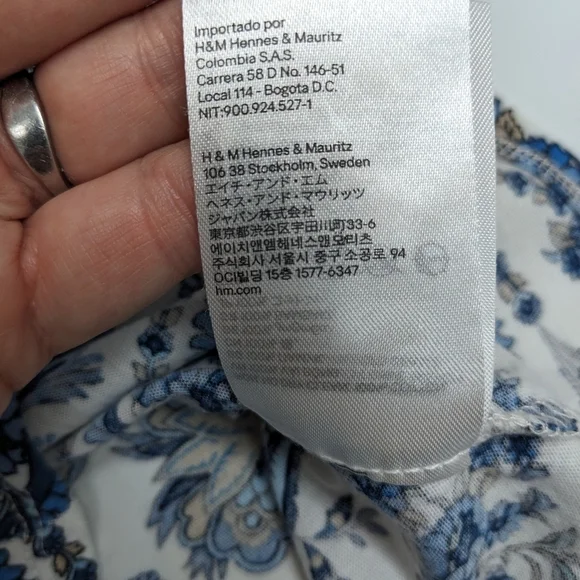 Importado por
H&M Hennes & Mauritz
Colombia S.A.S.
Carrera 58 D No. 146-51
Local 114 - Bogota D.C.
NIT:900.924.527-1
H & M Hennes & Mauritz
106 38 Stockholm, Sweden
エイチ・アンド・エム
ヘネス・アンド・マウリッツ
ジャパン株式会社
東京都渋谷区宇田川町33-6
에이치앤엠헤네스앤모리츠
주식회사 서울시 중구 소공로 94
OCI빌딩 15층 1577-6347
hm.com